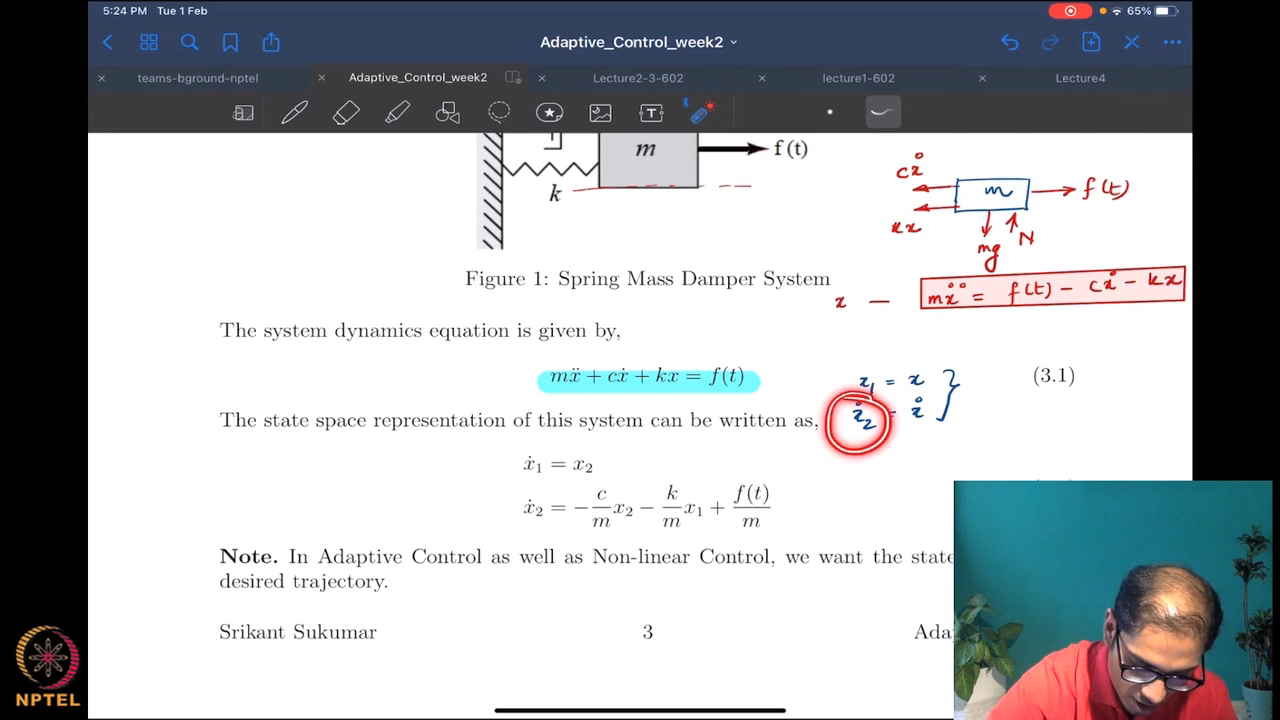 5:24 PM Tue 1 Feb
65%
Adaptive_Control_week2
teams-bground-nptel
Adaptive_Control_week2
Lecture2-3-602
lecture1-602
Lecture4
m
f(t)
k
cẋ
kx
m
f(t)
mg
N
Figure 1: Spring Mass Damper System
x — mẍ = f(t) - cẋ - kx
The system dynamics equation is given by,
mẍ + cẋ + kx = f(t)
(3.1)
x₁ = x
ẋ₂ = ẋ
The state space representation of this system can be written as,
ẋ₁ = x₂
ẋ₂ = -c/m x₂ - k/m x₁ + f(t)/m
Note. In Adaptive Control as well as Non-linear Control, we want the state
desired trajectory.
Srikant Sukumar
3
Ada
NPTEL